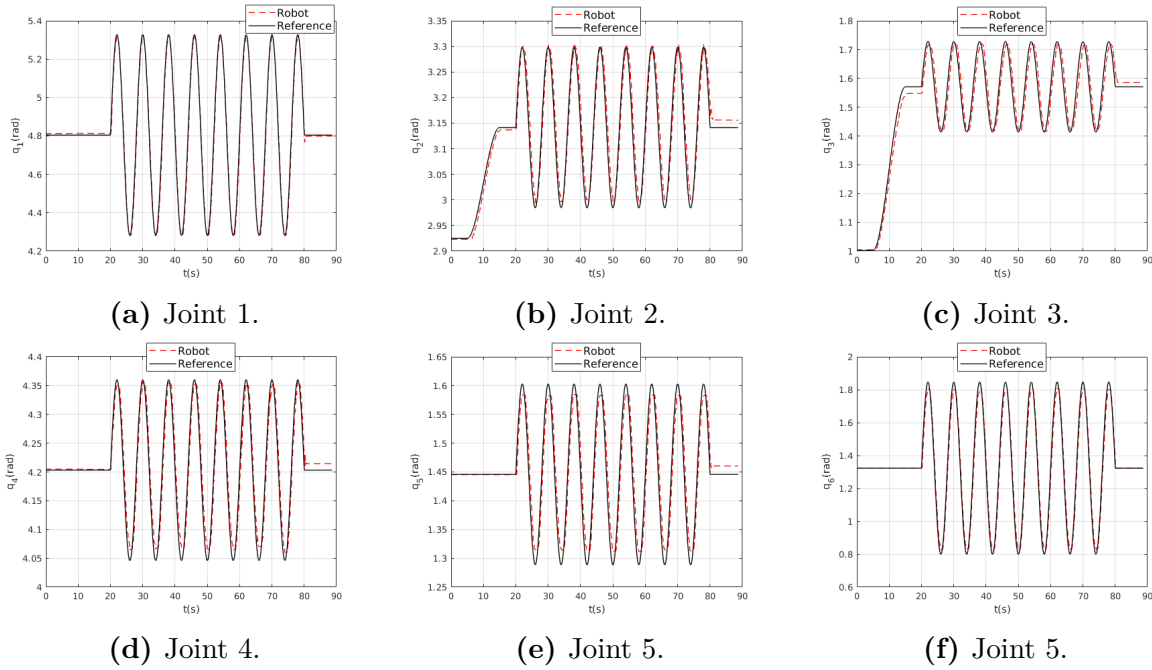 Robot
Reference
5.4
5.2
5
4.8
4.6
4.4
4.2
q1(rad)
0 10 20 30 40 50 60 70 80 90
t(s)
(a) Joint 1.
Robot
Reference
3.35
3.3
3.25
3.2
3.15
3.1
3.05
3
2.95
2.9
q2(rad)
0 10 20 30 40 50 60 70 80 90
t(s)
(b) Joint 2.
Robot
Reference
1.8
1.7
1.6
1.5
1.4
1.3
1.2
1.1
1
q3(rad)
0 10 20 30 40 50 60 70 80 90
t(s)
(c) Joint 3.
Robot
Reference
4.4
4.35
4.3
4.25
4.2
4.15
4.1
4.05
4
q4(rad)
0 10 20 30 40 50 60 70 80 90
t(s)
(d) Joint 4.
Robot
Reference
1.65
1.6
1.55
1.5
1.45
1.4
1.35
1.3
1.25
q5(rad)
0 10 20 30 40 50 60 70 80 90
t(s)
(e) Joint 5.
Robot
Reference
2
1.8
1.6
1.4
1.2
1
0.8
0.6
q6(rad)
0 10 20 30 40 50 60 70 80 90
t(s)
(f) Joint 5.